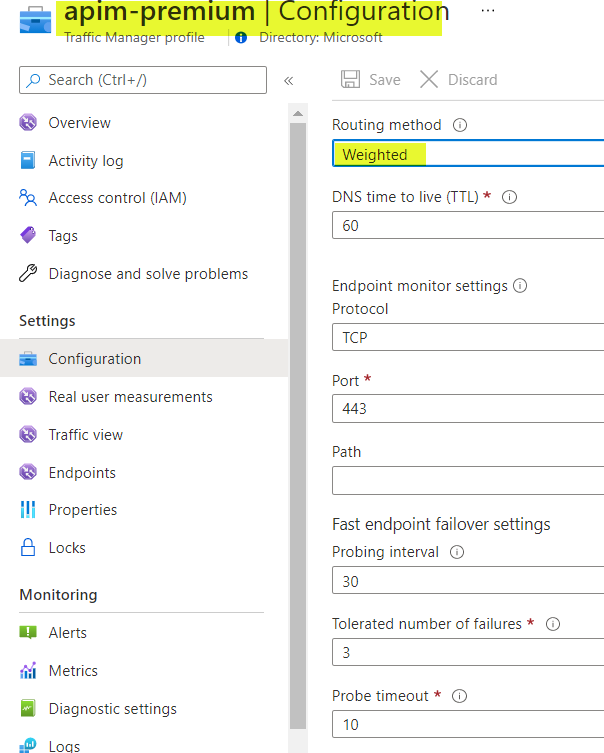 apim-premium | Configuration ...
Traffic Manager profile Directory: Microsoft
Search (Ctrl+/) «
Overview
Activity log
Access control (IAM)
Tags
Diagnose and solve problems
Settings
Configuration
Real user measurements
Traffic view
Endpoints
Properties
Locks
Monitoring
Alerts
Metrics
Diagnostic settings
Logs
Save Discard
Routing method
Weighted
DNS time to live (TTL) *
60
Endpoint monitor settings
Protocol
TCP
Port *
443
Path
Fast endpoint failover settings
Probing interval
30
Tolerated number of failures *
3
Probe timeout *
10